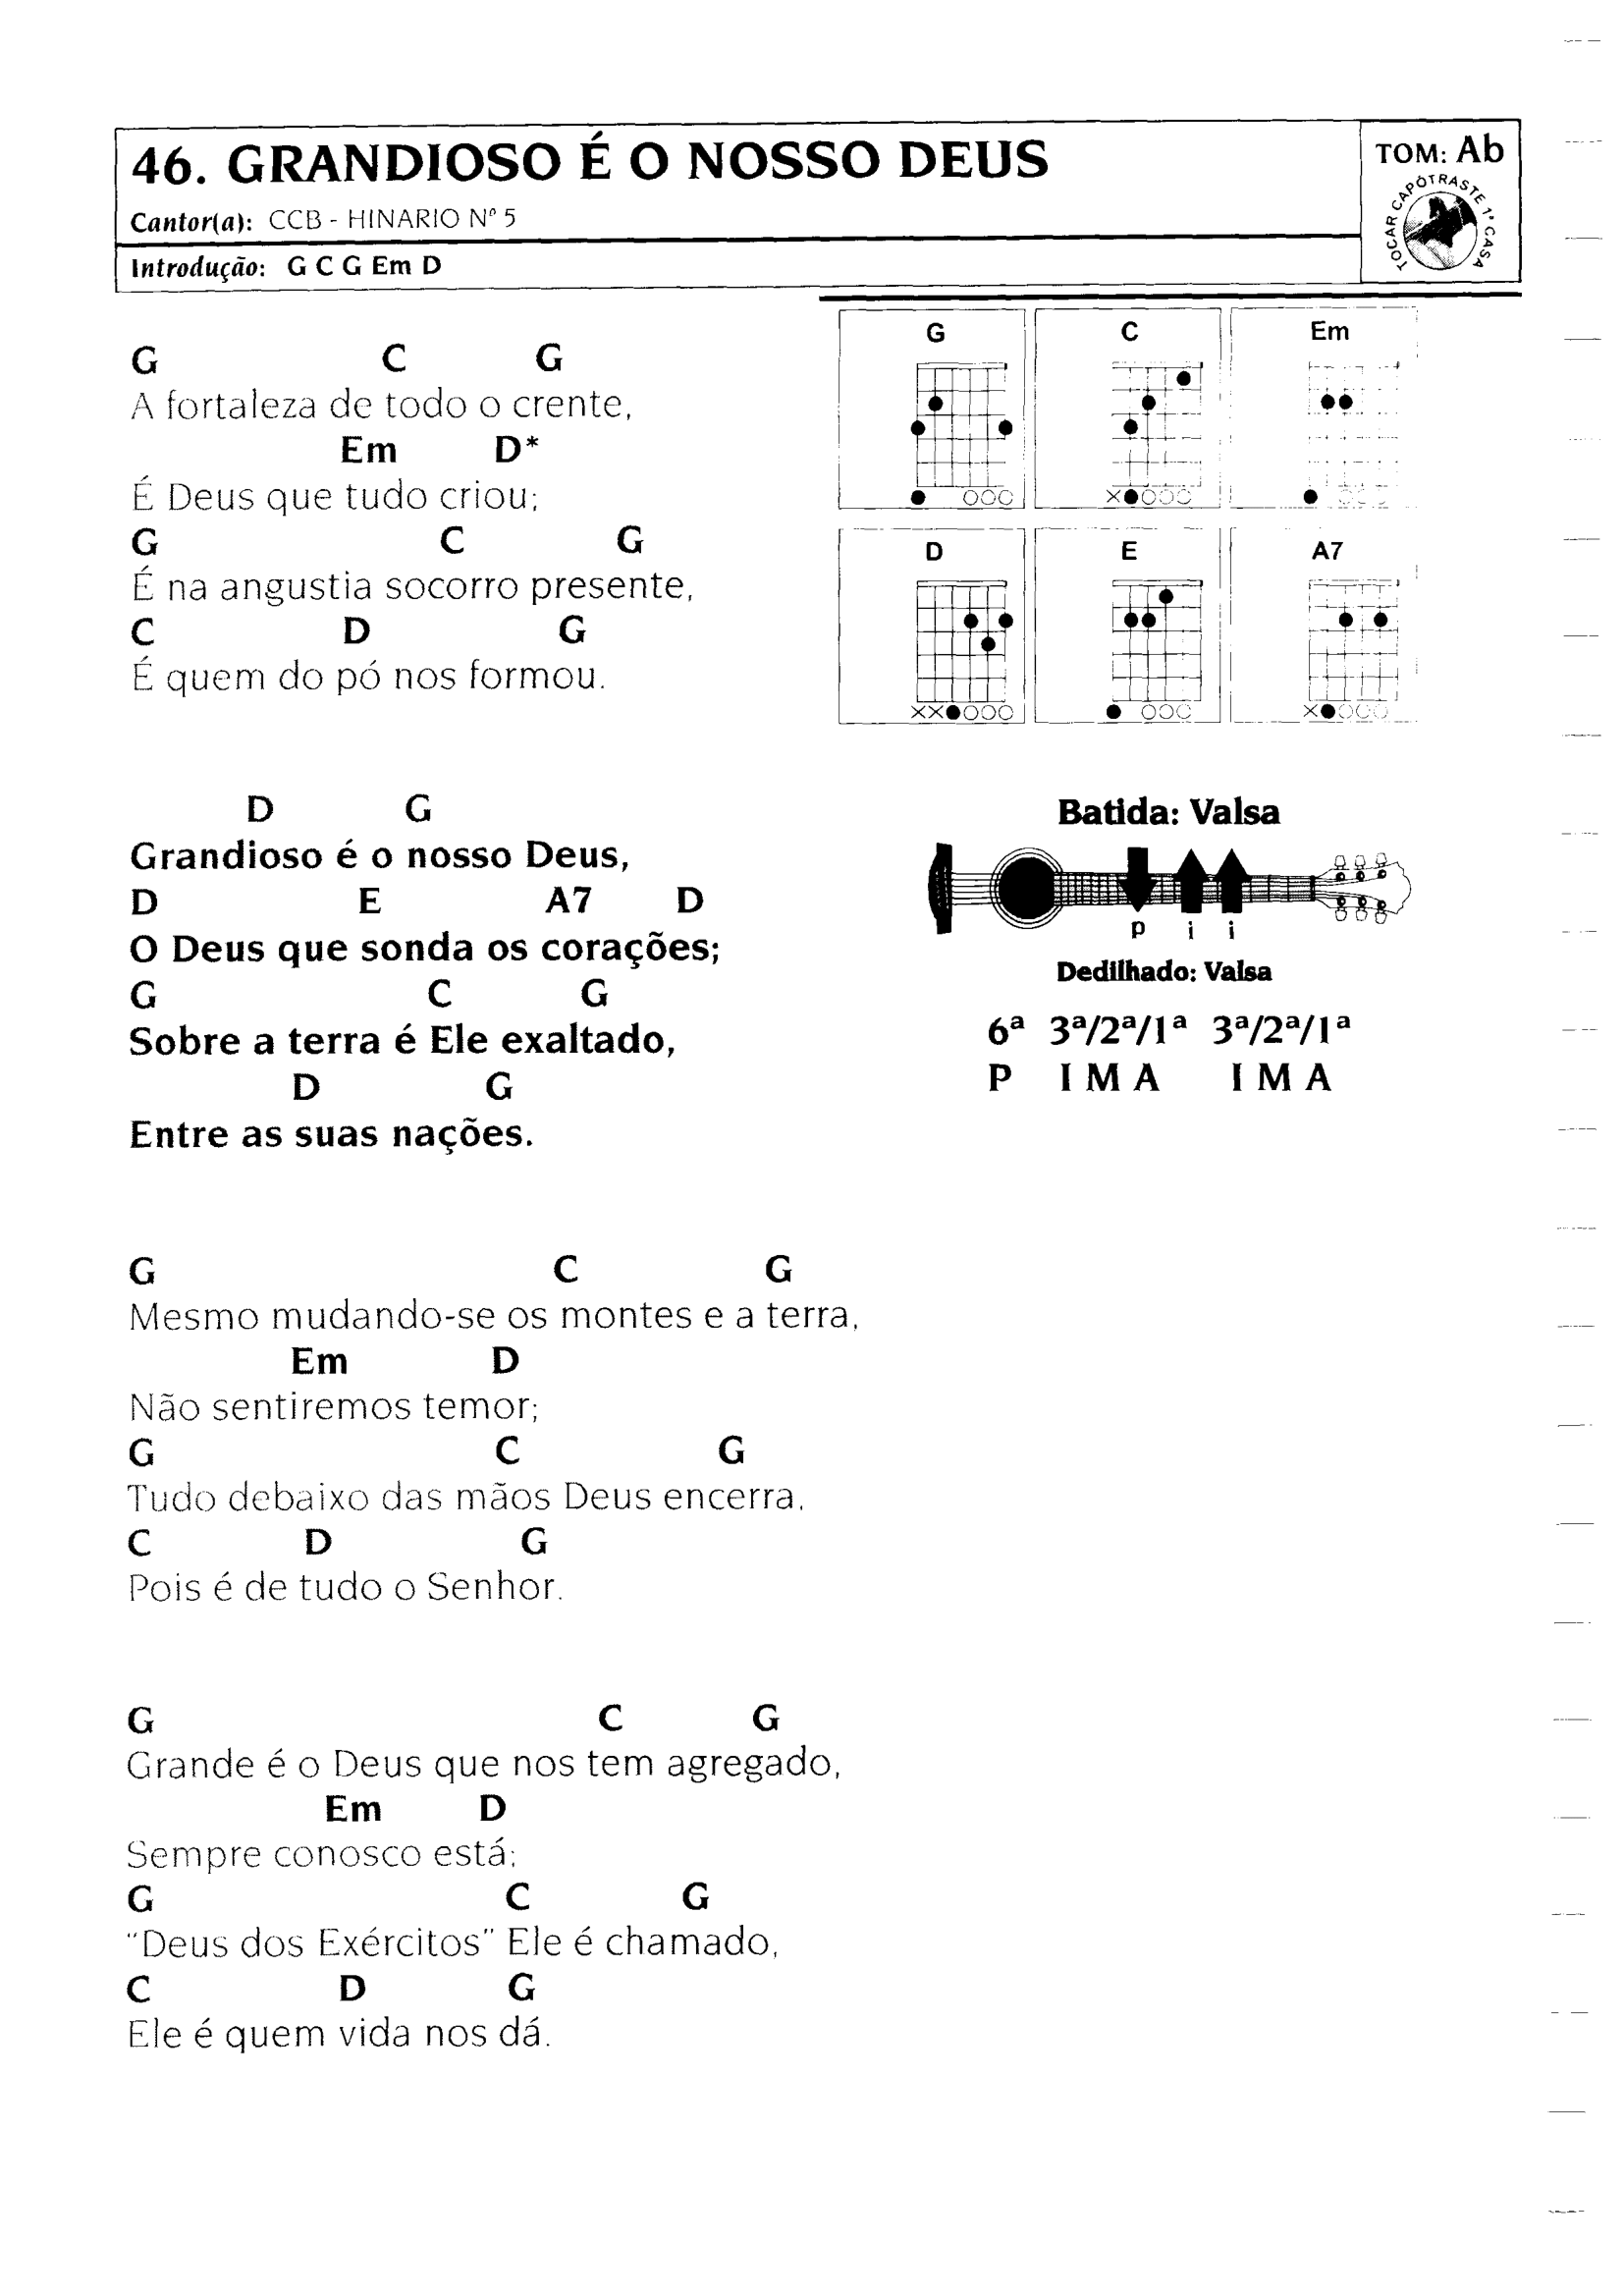 46. GRANDIOSO É O NOSSO DEUS
Cantor(a): CCB - HINARIO Nº 5
Introdução: G C G Em D
TOM: Ab
TOCAR CAPÓTRASTE 1ª CASA
G C G
A fortaleza de todo o crente,
Em D*
É Deus que tudo criou;
G C G
É na angustia socorro presente,
C D G
É quem do pó nos formou.
G C Em
D E A7
D G
Grandioso é o nosso Deus,
D E A7 D
O Deus que sonda os corações;
G C G
Sobre a terra é Ele exaltado,
D G
Entre as suas nações.
Batida: Valsa
p i i
Dedilhado: Valsa
6ª 3ª/2ª/1ª 3ª/2ª/1ª
P I M A I M A
G C G
Mesmo mudando-se os montes e a terra,
Em D
Não sentiremos temor;
G C G
Tudo debaixo das mãos Deus encerra,
C D G
Pois é de tudo o Senhor.
G C G
Grande é o Deus que nos tem agregado,
Em D
Sempre conosco está;
G C G
“Deus dos Exércitos” Ele é chamado,
C D G
Ele é quem vida nos dá.